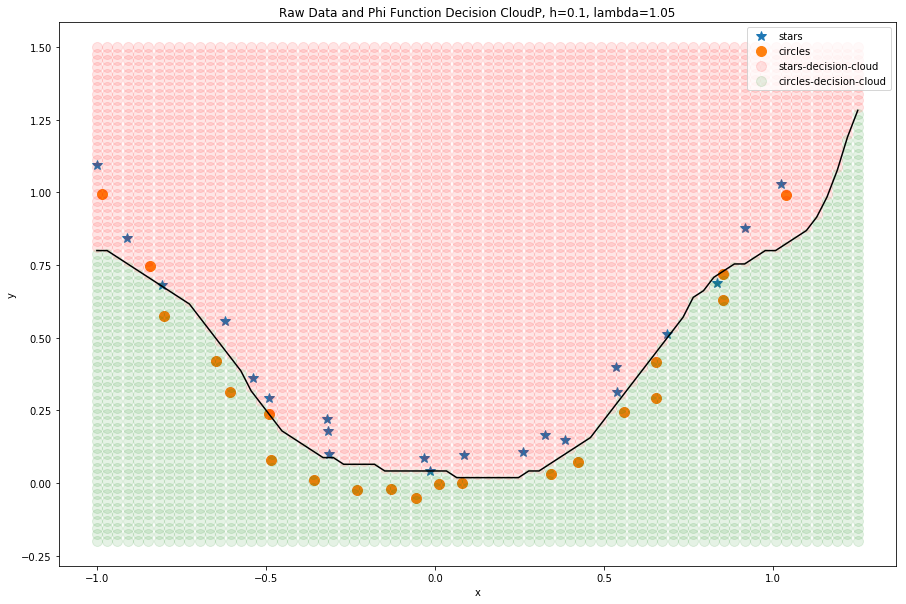 Raw Data and Phi Function Decision CloudP, h=0.1, lambda=1.05
stars
circles
stars-decision-cloud
circles-decision-cloud
1.50
1.25
1.00
0.75
0.50
0.25
0.00
−0.25
y
−1.0 −0.5 0.0 0.5 1.0
x